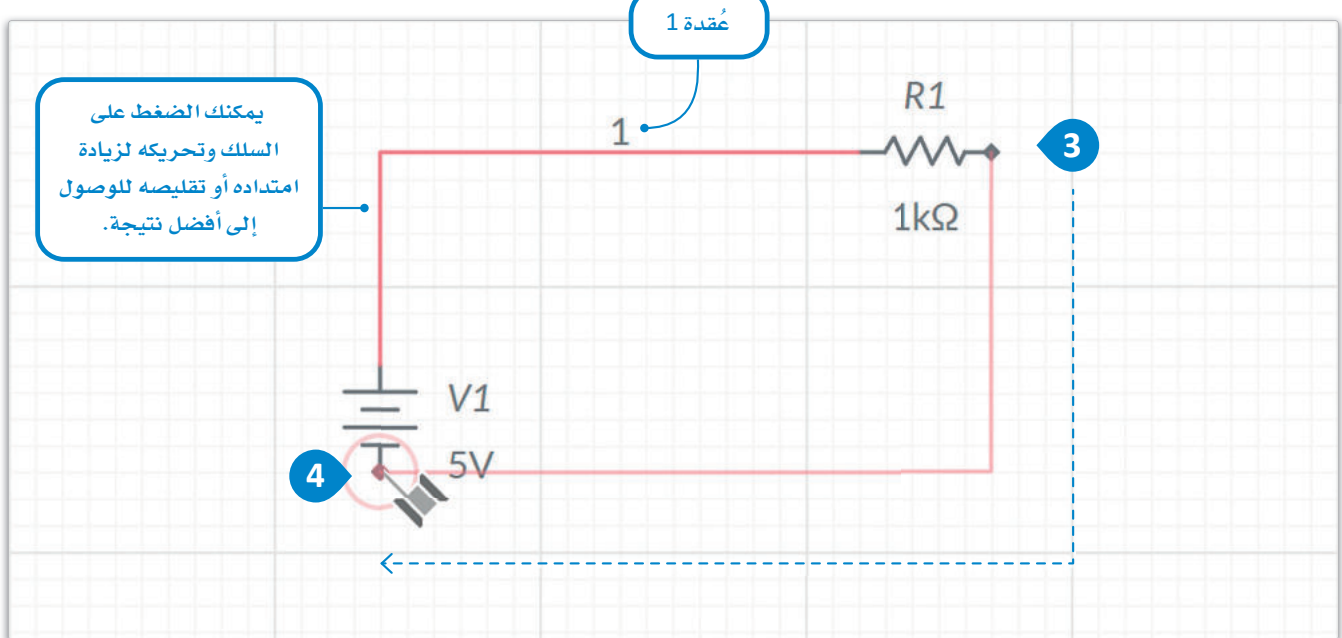 عُقدة 1
يمكنك الضغط على
السلك وتحريكه لزيادة
امتداده أو تقليصه للوصول
إلى أفضل نتيجة.
1
R1
3
1kΩ
V1
5V
4